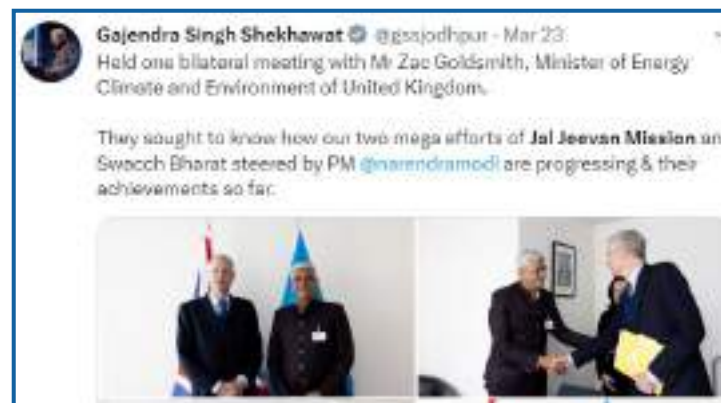 Gajendra Singh Shekhawat @gssjodhpur - Mar 23
Held one bilateral meeting with Mr Zac Goldsmith, Minister of Energy
Climate and Environment of United Kingdom.
They sought to know how our two mega efforts of Jal Jeevan Mission an
Swacch Bharat steered by PM @narendramodi are progressing & their
achievements so far.